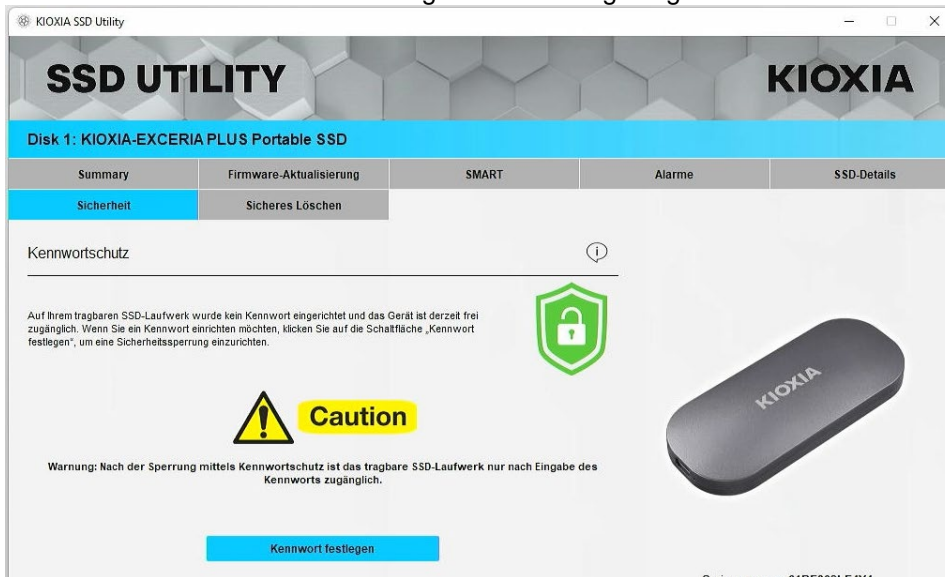 KIOXIA SSD Utility
SSD UTILITY
KIOXIA
Disk 1: KIOXIA-EXCERIA PLUS Portable SSD
Summary
Firmware-Aktualisierung
SMART
Alarme
SSD-Details
Sicherheit
Sicheres Löschen
Kennwortschutz
Auf Ihrem tragbaren SSD-Laufwerk wurde kein Kennwort eingerichtet und das Gerät ist derzeit frei
zugänglich. Wenn Sie ein Kennwort einrichten möchten, klicken Sie auf die Schaltfläche „Kennwort
festlegen“, um eine Sicherheitssperrung einzurichten.
Caution
Warnung: Nach der Sperrung mittels Kennwortschutz ist das tragbare SSD-Laufwerk nur nach Eingabe des
Kennworts zugänglich.
KIOXIA
Kennwort festlegen